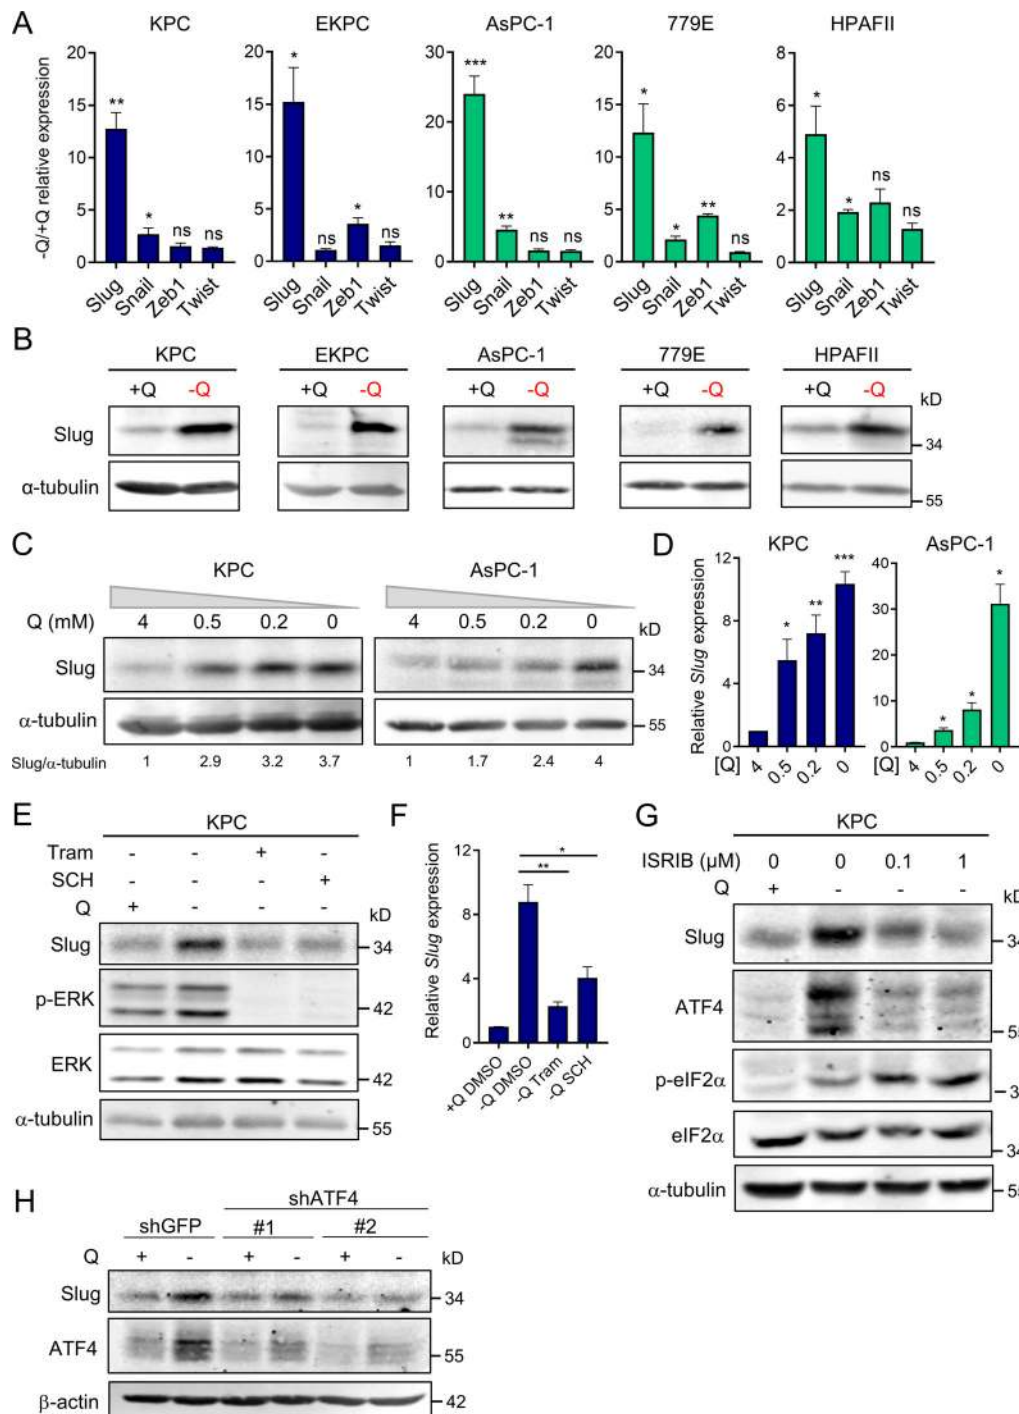 A
KPC EKPC AsPC-1 779E HPAFII
-Q/+Q relative expression
20 20 30 20 8
15 15 15 6
20
10 10 10 4
10
5 5 5 2
0 0 0 0 0
** * *** * *
* ns ns ns * ns ** ns ns * ** ns * ns ns
Slug Snail Zeb1 Twist Slug Snail Zeb1 Twist Slug Snail Zeb1 Twist Slug Snail Zeb1 Twist Slug Snail Zeb1 Twist
B
KPC EKPC AsPC-1 779E HPAFII
+Q -Q +Q -Q +Q -Q +Q -Q +Q -Q kD
Slug 34
α-tubulin 55
C
KPC AsPC-1
Q (mM) 4 0.5 0.2 0 4 0.5 0.2 0 kD
Slug 34
α-tubulin 55
Slug/α-tubulin 1 2.9 3.2 3.7 1 1.7 2.4 4
D
KPC AsPC-1
Relative Slug expression
12 40
30
8
20
4
10
0 0
* ** *** * * *
[Q] 4 0.5 0.2 0 [Q] 4 0.5 0.2 0
E
KPC
Tram - - + -
SCH - - - +
Q + - - - kD
Slug 34
p-ERK 42
ERK 42
α-tubulin 55
F
Relative Slug expression
12
8
4
0
*
**
+Q DMSO -Q DMSO -Q Tram -Q SCH
G
KPC
ISRIB (µM) 0 0 0.1 1
Q + - - - kD
Slug 34
ATF4 55
p-eIF2α
eIF2α 34
α-tubulin 55
H
shATF4
shGFP #1 #2
Q + - + - + - kD
Slug 34
ATF4 55
β-actin 42